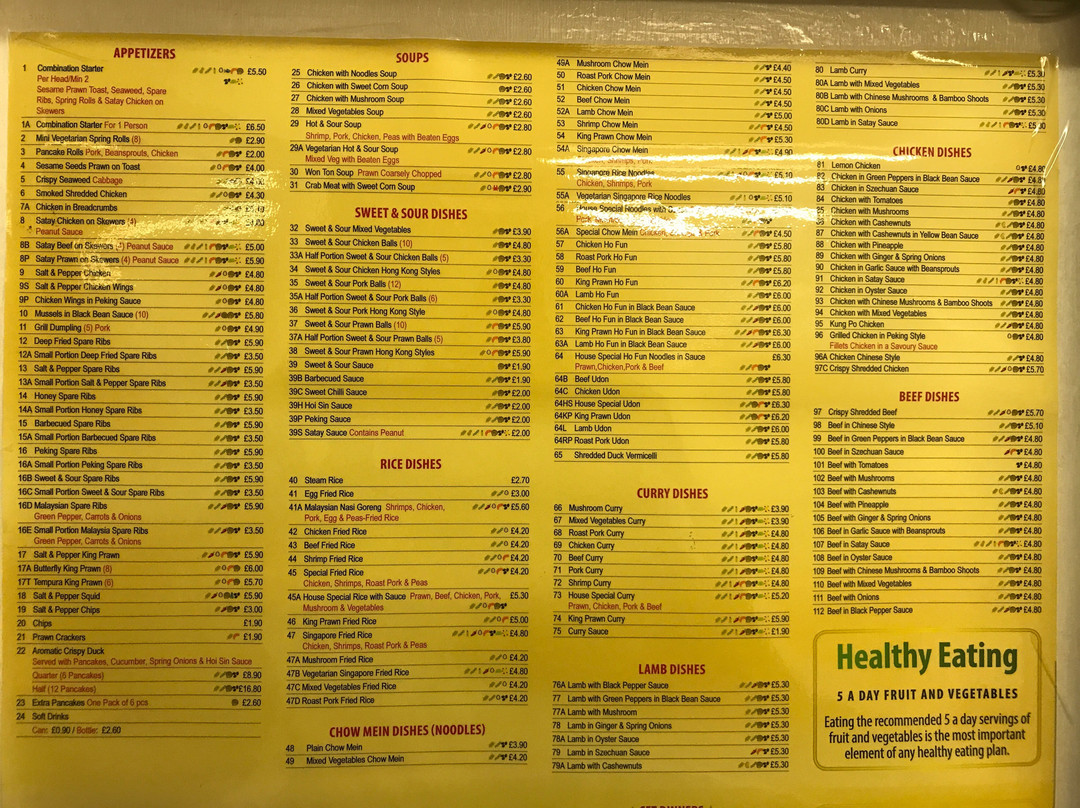 APPETIZERS
1 Combination Starter £5.50
Per Head/Min 2
Sesame Prawn Toast, Seaweed, Spare
Ribs, Spring Rolls & Satay Chicken on
Skewers
1A Combination Starter For 1 Person £6.50
2 Mini Vegetarian Spring Rolls (8) £2.90
3 Pancake Rolls Pork, Beansprouts, Chicken £2.00
4 Sesame Seeds Prawn on Toast £4.00
5 Crispy Seaweed Cabbage
6 Smoked Shredded Chicken £4.30
7A Chicken in Breadcrumbs
8 Satay Chicken on Skewers (4)
Peanut Sauce
8B Satay Beef on Skewers (4) Peanut Sauce £5.00
8P Satay Prawn on Skewers (4) Peanut Sauce £5.90
9 Salt & Pepper Chicken £4.80
9S Salt & Pepper Chicken Wings £4.80
9P Chicken Wings in Peking Sauce £4.80
10 Mussels in Black Bean Sauce (10) £5.80
11 Grill Dumpling (5) Pork £4.90
12 Deep Fried Spare Ribs £5.90
12A Small Portion Deep Fried Spare Ribs £3.50
13 Salt & Pepper Spare Ribs £5.90
13A Small Portion Salt & Pepper Spare Ribs £3.50
14 Honey Spare Ribs £5.90
14A Small Portion Honey Spare Ribs £3.50
15 Barbecued Spare Ribs £5.90
15A Small Portion Barbecued Spare Ribs £3.50
16 Peking Spare Ribs £5.90
16A Small Portion Peking Spare Ribs £3.50
16B Sweet & Sour Spare Ribs £5.90
16C Small Portion Sweet & Sour Spare Ribs £3.50
16D Malaysian Spare Ribs £5.90
Green Pepper, Carrots & Onions
16E Small Portion Malaysia Spare Ribs £3.50
Green Pepper, Carrots & Onions
17 Salt & Pepper King Prawn £5.90
17A Butterfly King Prawn (8) £6.00
17T Tempura King Prawn (6) £5.70
18 Salt & Pepper Squid £5.90
19 Salt & Pepper Chips £3.00
20 Chips £1.90
21 Prawn Crackers £1.90
22 Aromatic Crispy Duck
Served with Pancakes, Cucumber, Spring Onions & Hoi Sin Sauce
Quarter (6 Pancakes) £8.90
Half (12 Pancakes) £16.80
23 Extra Pancakes One Pack of 6 pcs £2.60
24 Soft Drinks
Can: £0.90 / Bottle: £2.60
SOUPS
25 Chicken with Noodles Soup £2.60
26 Chicken with Sweet Corn Soup £2.60
27 Chicken with Mushroom Soup £2.60
28 Mixed Vegetables Soup £2.60
29 Hot & Sour Soup £2.80
Shrimp, Pork, Chicken, Peas with Beaten Eggs
29A Vegetarian Hot & Sour Soup £2.80
Mixed Veg with Beaten Eggs
30 Won Ton Soup Prawn Coarsely Chopped £2.80
31 Crab Meat with Sweet Corn Soup £2.90
SWEET & SOUR DISHES
32 Sweet & Sour Mixed Vegetables £3.90
33 Sweet & Sour Chicken Balls (10) £4.80
33A Half Portion Sweet & Sour Chicken Balls (5) £3.30
34 Sweet & Sour Chicken Hong Kong Styles £4.80
35 Sweet & Sour Pork Balls (12) £4.80
35A Half Portion Sweet & Sour Pork Balls (6) £3.30
36 Sweet & Sour Pork Hong Kong Style £4.80
37 Sweet & Sour Prawn Balls (10) £5.90
37A Half Portion Sweet & Sour Prawn Balls (5) £3.80
38 Sweet & Sour Prawn Hong Kong Styles £5.90
39 Sweet & Sour Sauce £1.90
39B Barbecued Sauce £1.90
39C Sweet Chilli Sauce £2.00
39H Hoi Sin Sauce £2.00
39P Peking Sauce £2.00
39S Satay Sauce Contains Peanut £2.00
RICE DISHES
40 Steam Rice £2.70
41 Egg Fried Rice £3.00
41A Malaysian Nasi Goreng Shrimps, Chicken, £5.60
Pork, Egg & Peas-Fried Rice
42 Chicken Fried Rice £4.20
43 Beef Fried Rice £4.20
44 Shrimp Fried Rice £4.20
45 Special Fried Rice £4.20
Chicken, Shrimps, Roast Pork & Peas
45A House Special Rice with Sauce Prawn, Beef, Chicken, Pork, £5.30
Mushroom & Vegetables
46 King Prawn Fried Rice £5.00
47 Singapore Fried Rice £4.80
Chicken, Shrimps, Roast Pork & Peas
47A Mushroom Fried Rice £4.20
47B Vegetarian Singapore Fried Rice £4.80
47C Mixed Vegetables Fried Rice £4.20
47D Roast Pork Fried Rice £4.20
CHOW MEIN DISHES (NOODLES)
48 Plain Chow Mein £3.90
49 Mixed Vegetables Chow Mein £4.20
49A Mushroom Chow Mein £4.40
50 Roast Pork Chow Mein £4.50
51 Chicken Chow Mein £4.50
52 Beef Chow Mein £4.50
52A Lamb Chow Mein £5.00
53 Shrimp Chow Mein £4.50
54 King Prawn Chow Mein £5.30
54A Singapore Chow Mein £4.90
55 Singapore Rice Noodles £5.10
Chicken, Shrimps, Pork
55A Vegetarian Singapore Rice Noodles £5.10
56 House Special Noodles with
56A Special Chow Mein £4.50
57 Chicken Ho Fun £5.80
58 Roast Pork Ho Fun £5.80
59 Beef Ho Fun £5.80
60 King Prawn Ho Fun £6.20
60A Lamb Ho Fun £6.00
61 Chicken Ho Fun in Black Bean Sauce £6.00
62 Beef Ho Fun in Black Bean Sauce £6.00
63 King Prawn Ho Fun in Black Bean Sauce £6.30
63A Lamb Ho Fun in Black Bean Sauce £6.00
64 House Special Ho Fun Noodles in Sauce £6.30
Prawn,Chicken,Pork & Beef
64B Beef Udon £5.80
64C Chicken Udon £5.80
64HS House Special Udon £6.30
64KP King Prawn Udon £6.20
64L Lamb Udon £6.00
64RP Roast Pork Udon £5.80
65 Shredded Duck Vermicelli £5.80
CURRY DISHES
66 Mushroom Curry £3.90
67 Mixed Vegetables Curry £3.90
68 Roast Pork Curry £4.80
69 Chicken Curry £4.80
70 Beef Curry £4.80
71 Pork Curry £4.80
72 Shrimp Curry £4.80
73 House Special Curry £5.20
Prawn, Chicken, Pork & Beef
74 King Prawn Curry £5.90
75 Curry Sauce £1.90
LAMB DISHES
76A Lamb with Black Pepper Sauce £5.30
77 Lamb with Green Peppers in Black Bean Sauce £5.30
77A Lamb with Mushroom £5.30
78 Lamb in Ginger & Spring Onions £5.30
78A Lamb in Oyster Sauce £5.30
79 Lamb in Szechuan Sauce £5.30
79A Lamb with Cashewnuts £5.30
80 Lamb Curry £5.30
80A Lamb with Mixed Vegetables £5.30
80B Lamb with Chinese Mushrooms & Bamboo Shoots £5.30
80C Lamb with Onions £5.30
80D Lamb in Satay Sauce
CHICKEN DISHES
81 Lemon Chicken £4.80
82 Chicken in Green Peppers in Black Bean Sauce £4.80
83 Chicken in Szechuan Sauce £4.80
84 Chicken with Tomatoes £4.80
85 Chicken with Mushrooms £4.80
86 Chicken with Cashewnuts £4.80
87 Chicken with Cashewnuts in Yellow Bean Sauce £4.80
88 Chicken with Pineapple £4.80
89 Chicken with Ginger & Spring Onions £4.80
90 Chicken in Garlic Sauce with Beansprouts £4.80
91 Chicken in Satay Sauce £4.80
92 Chicken in Oyster Sauce £4.80
93 Chicken with Chinese Mushrooms & Bamboo Shoots £4.80
94 Chicken with Mixed Vegetables £4.80
95 Kung Po Chicken £4.80
96 Grilled Chicken in Peking Style £4.80
Fillets Chicken in a Savoury Sauce
96A Chicken Chinese Style £4.80
97C Crispy Shredded Chicken £5.70
BEEF DISHES
97 Crispy Shredded Beef £5.70
98 Beef in Chinese Style £5.10
99 Beef in Green Peppers in Black Bean Sauce £4.80
100 Beef in Szechuan Sauce £4.80
101 Beef with Tomatoes £4.80
102 Beef with Mushrooms £4.80
103 Beef with Cashewnuts £4.80
104 Beef with Pineapple £4.80
105 Beef with Ginger & Spring Onions £4.80
106 Beef in Garlic Sauce with Beansprouts £4.80
107 Beef in Satay Sauce £4.80
108 Beef in Oyster Sauce £4.80
109 Beef with Chinese Mushrooms & Bamboo Shoots £4.80
110 Beef with Mixed Vegetables £4.80
111 Beef with Onions £4.80
112 Beef in Black Pepper Sauce £4.80
Healthy Eating
5 A DAY FRUIT AND VEGETABLES
Eating the recommended 5 a day servings of
fruit and vegetables is the most important
element of any healthy eating plan.